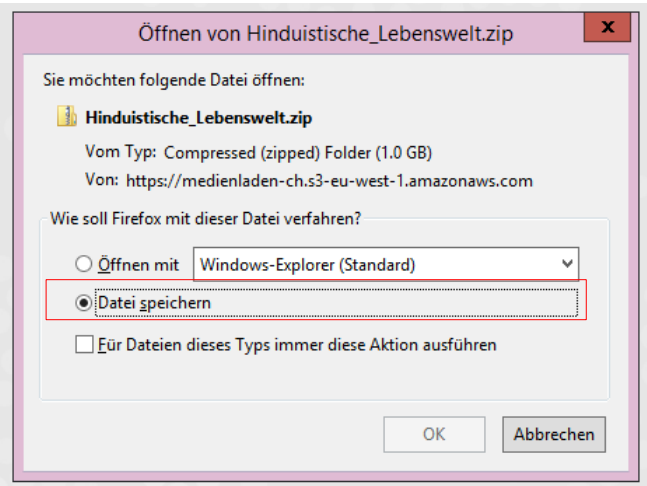 Öffnen von Hinduistische_Lebenswelt.zip
x
Sie möchten folgende Datei öffnen:
Hinduistische_Lebenswelt.zip
Vom Typ: Compressed (zipped) Folder (1.0 GB)
Von: https://medienladen-ch.s3-eu-west-1.amazonaws.com
Wie soll Firefox mit dieser Datei verfahren?
Öffnen mit Windows-Explorer (Standard)
Datei speichern
Für Dateien dieses Typs immer diese Aktion ausführen
OK Abbrechen